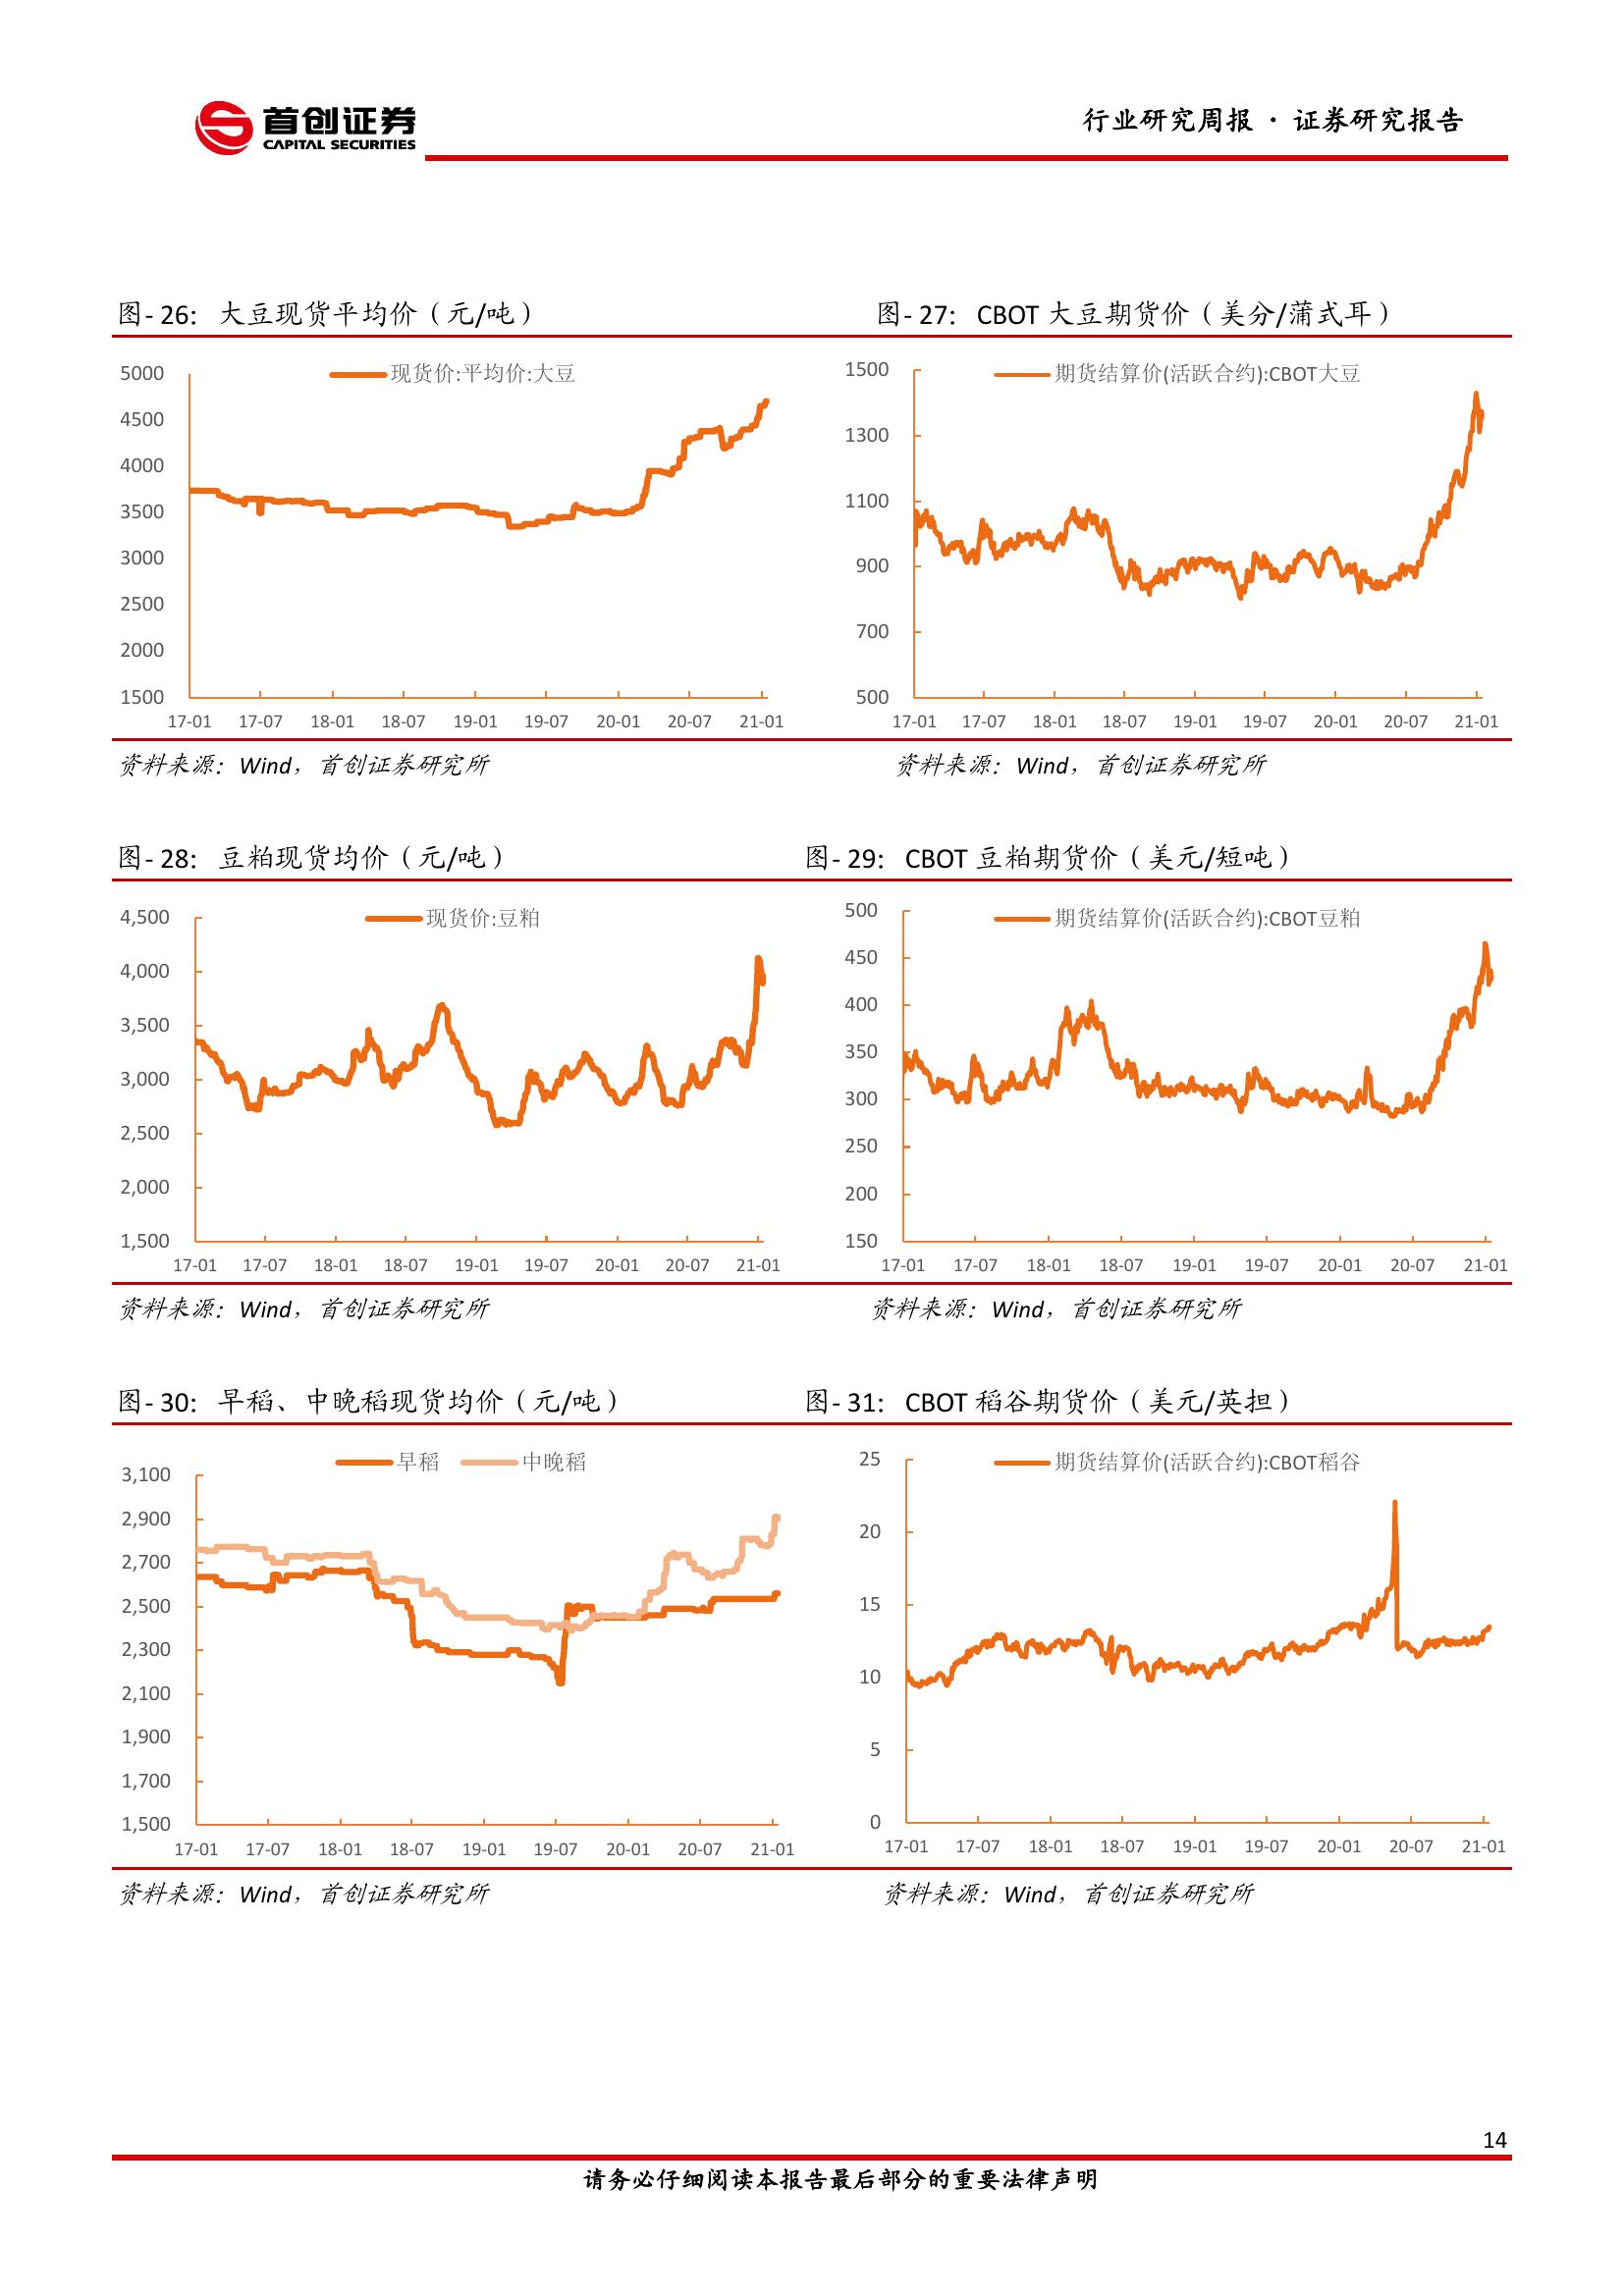 首创证券
CAPITAL SECURITIES
行业研究周报 · 证券研究报告
图- 26: 大豆现货平均价（元/吨）
图- 27: CBOT 大豆期货价（美分/蒲式耳）
现货价:平均价:大豆
5000
4500
4000
3500
3000
2500
2000
1500
17-01 17-07 18-01 18-07 19-01 19-07 20-01 20-07 21-01
期货结算价(活跃合约):CBOT大豆
1500
1300
1100
900
700
500
17-01 17-07 18-01 18-07 19-01 19-07 20-01 20-07 21-01
资料来源：Wind，首创证券研究所
资料来源：Wind，首创证券研究所
图- 28: 豆粕现货均价（元/吨）
图- 29: CBOT 豆粕期货价（美元/短吨）
现货价:豆粕
4,500
4,000
3,500
3,000
2,500
2,000
1,500
17-01 17-07 18-01 18-07 19-01 19-07 20-01 20-07 21-01
期货结算价(活跃合约):CBOT豆粕
500
450
400
350
300
250
200
150
17-01 17-07 18-01 18-07 19-01 19-07 20-01 20-07 21-01
资料来源：Wind，首创证券研究所
资料来源：Wind，首创证券研究所
图- 30: 早稻、中晚稻现货均价（元/吨）
图- 31: CBOT 稻谷期货价（美元/英担）
早稻 中晚稻
3,100
2,900
2,700
2,500
2,300
2,100
1,900
1,700
1,500
17-01 17-07 18-01 18-07 19-01 19-07 20-01 20-07 21-01
期货结算价(活跃合约):CBOT稻谷
25
20
15
10
5
0
17-01 17-07 18-01 18-07 19-01 19-07 20-01 20-07 21-01
资料来源：Wind，首创证券研究所
资料来源：Wind，首创证券研究所
14
请务必仔细阅读本报告最后部分的重要法律声明